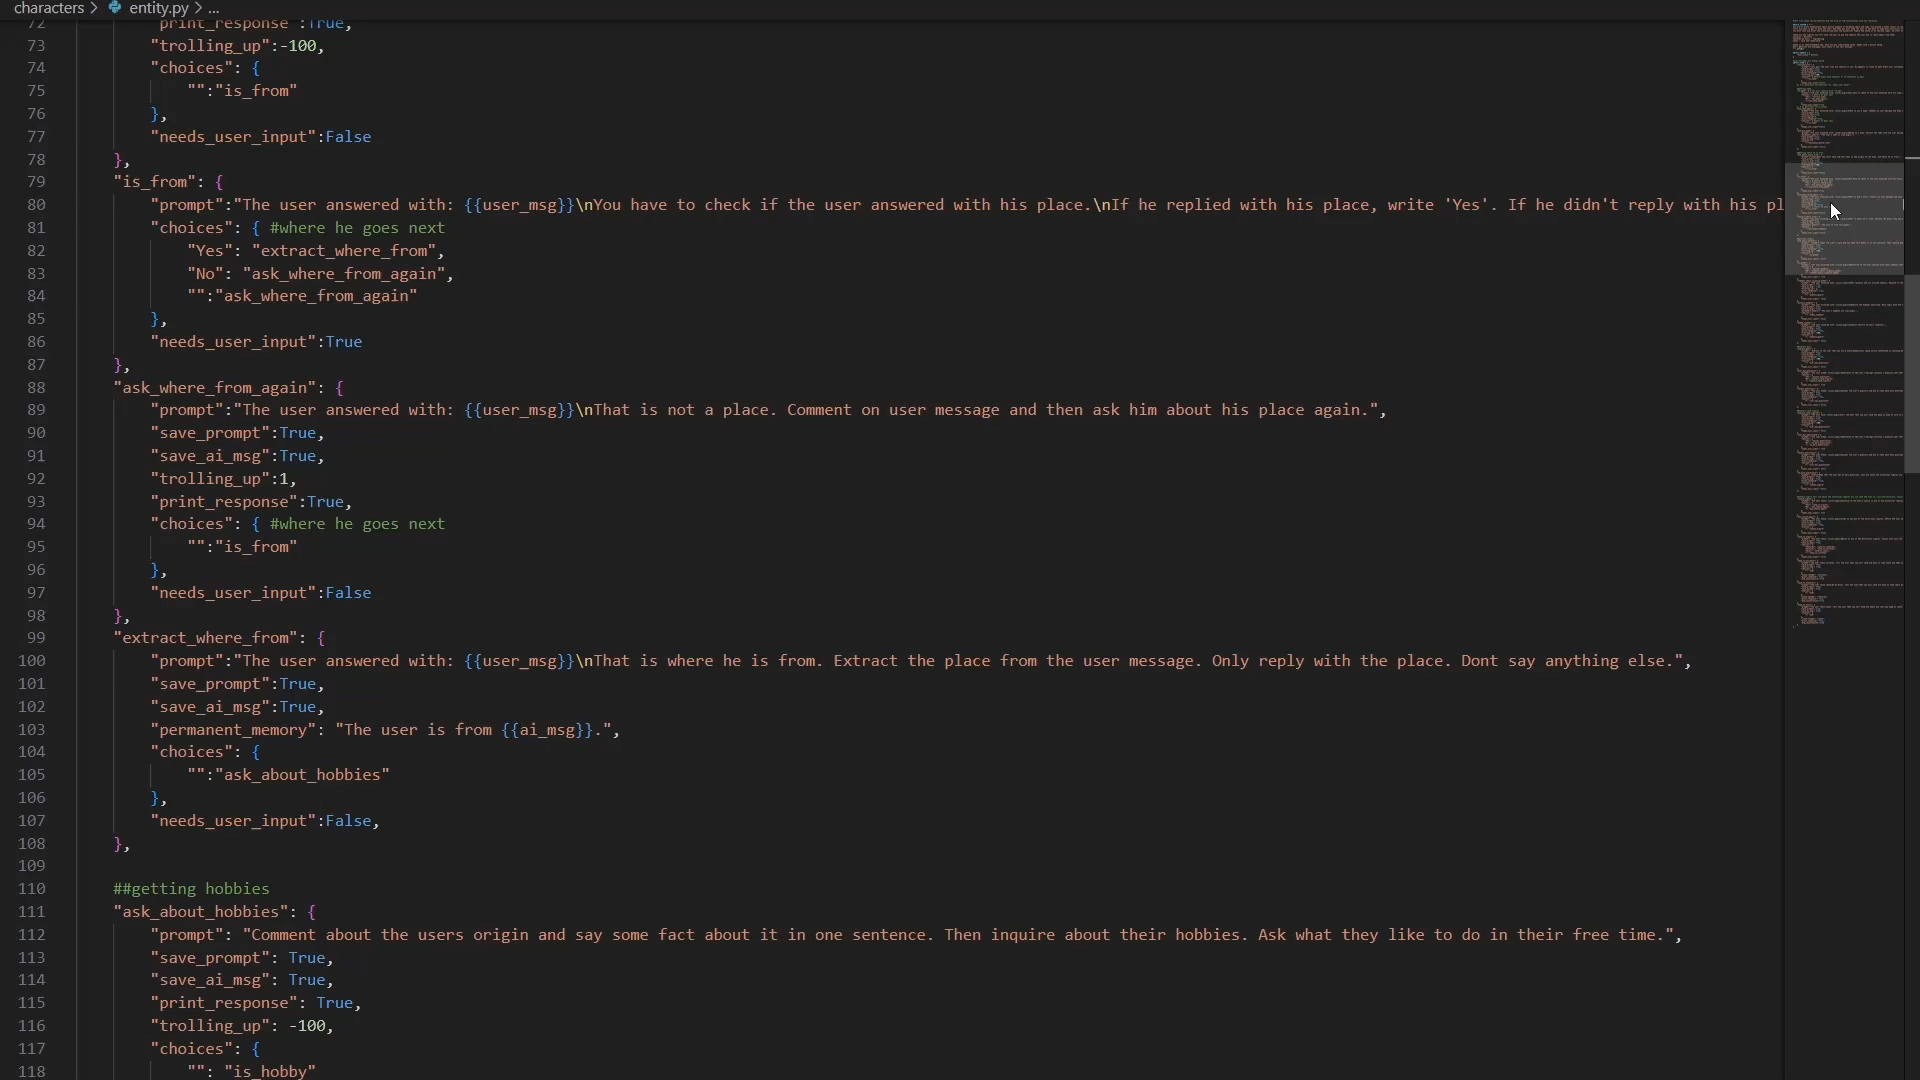 characters > entity.py > ...
72 "print_response":True,
73 "trolling_up":-100,
74 "choices": {
75 "":"is_from"
76 },
77 "needs_user_input":False
78 },
79 "is_from": {
80 "prompt":"The user answered with: {{user_msg}}\nYou have to check if the user answered with his place.\nIf he replied with his place, write 'Yes'. If he didn't reply with his pl
81 "choices": { #where he goes next
82 "Yes": "extract_where_from",
83 "No": "ask_where_from_again",
84 "":"ask_where_from_again"
85 },
86 "needs_user_input":True
87 },
88 "ask_where_from_again": {
89 "prompt":"The user answered with: {{user_msg}}\nThat is not a place. Comment on user message and then ask him about his place again.",
90 "save_prompt":True,
91 "save_ai_msg":True,
92 "trolling_up":1,
93 "print_response":True,
94 "choices": { #where he goes next
95 "":"is_from"
96 },
97 "needs_user_input":False
98 },
99 "extract_where_from": {
100 "prompt":"The user answered with: {{user_msg}}\nThat is where he is from. Extract the place from the user message. Only reply with the place. Dont say anything else.",
101 "save_prompt":True,
102 "save_ai_msg":True,
103 "permanent_memory": "The user is from {{ai_msg}}.",
104 "choices": {
105 "":"ask_about_hobbies"
106 },
107 "needs_user_input":False,
108 },
109
110 ##getting hobbies
111 "ask_about_hobbies": {
112 "prompt": "Comment about the users origin and say some fact about it in one sentence. Then inquire about their hobbies. Ask what they like to do in their free time.",
113 "save_prompt": True,
114 "save_ai_msg": True,
115 "print_response": True,
116 "trolling_up": -100,
117 "choices": {
118 "": "is_hobby"